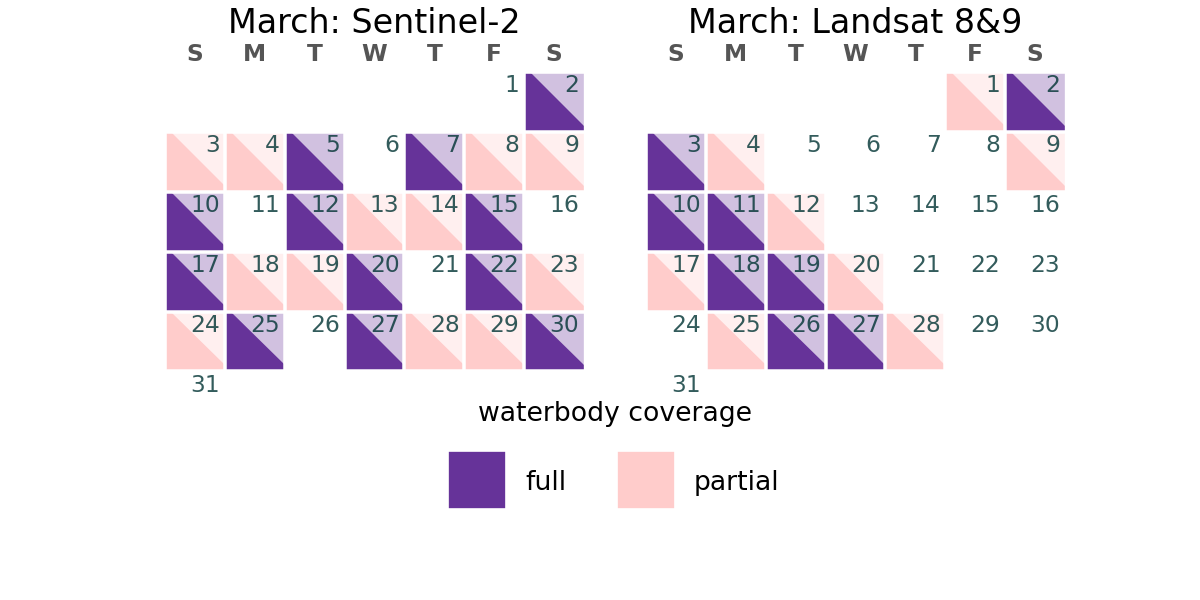 March: Sentinel-2
S M T W T F S
1 2
3 4 5 6 7 8 9
10 11 12 13 14 15 16
17 18 19 20 21 22 23
24 25 26 27 28 29 30
31
March: Landsat 8&9
S M T W T F S
1 2
3 4 5 6 7 8 9
10 11 12 13 14 15 16
17 18 19 20 21 22 23
24 25 26 27 28 29 30
31
waterbody coverage
full partial